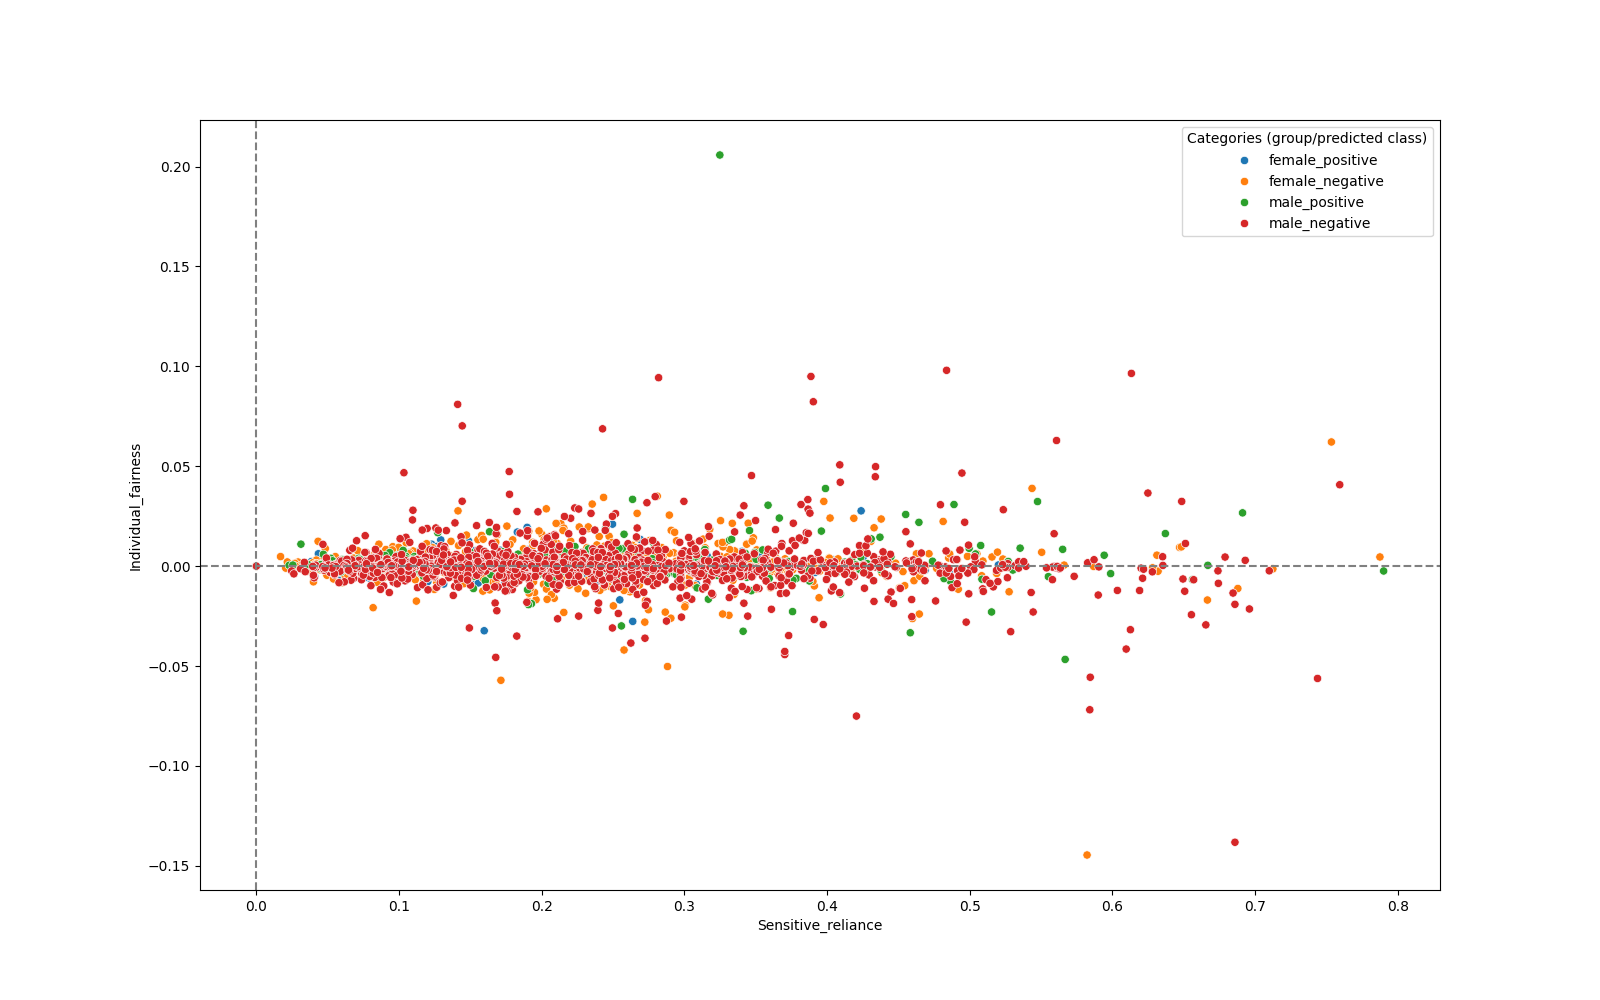 Categories (group/predicted class)
female_positive
female_negative
male_positive
male_negative
0.20
0.15
0.10
0.05
0.00
−0.05
−0.10
−0.15
Individual_fairness
0.0 0.1 0.2 0.3 0.4 0.5 0.6 0.7 0.8
Sensitive_reliance